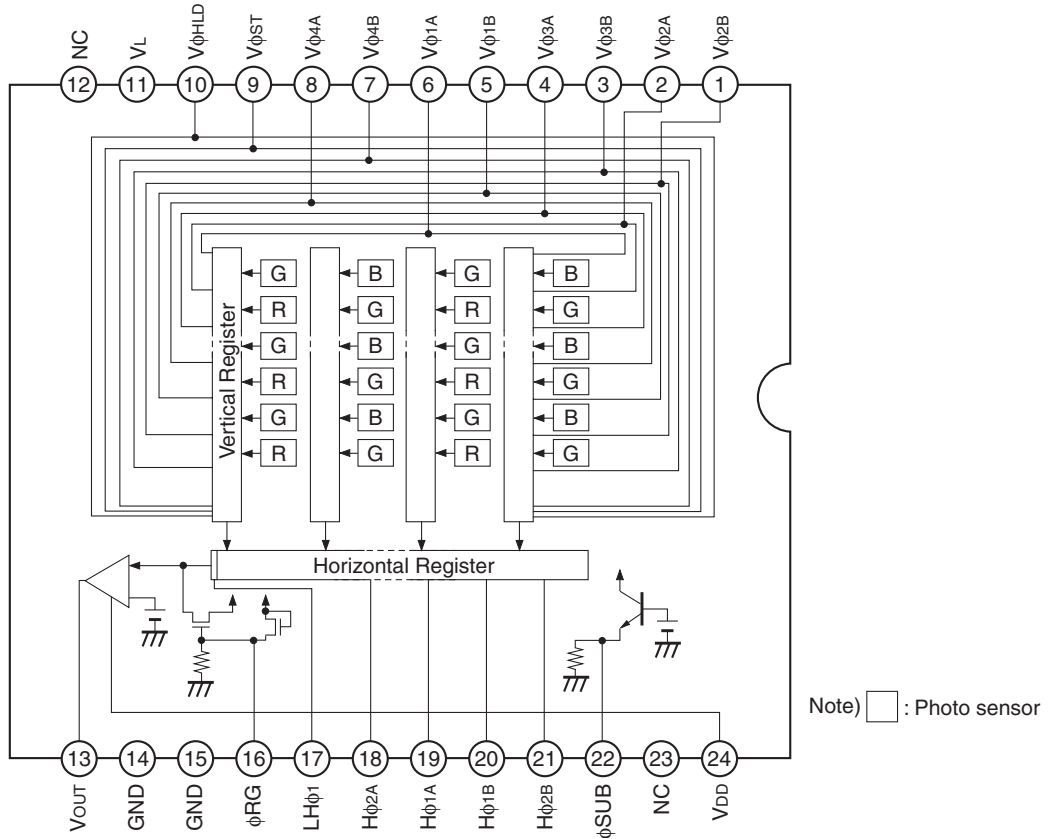 NC VL VϕHLD VϕST Vϕ4A Vϕ4B Vϕ1A Vϕ1B Vϕ3A Vϕ3B Vϕ2A Vϕ2B
12 11 10 9 8 7 6 5 4 3 2 1
Vertical Register
G B G B
R G R G
G B G B
R G R G
G B G B
R G R G
Horizontal Register
Note) : Photo sensor
13 14 15 16 17 18 19 20 21 22 23 24
VOUT GND GND ϕRG LHϕ1 Hϕ2A Hϕ1A Hϕ1B Hϕ2B ϕSUB NC VDD